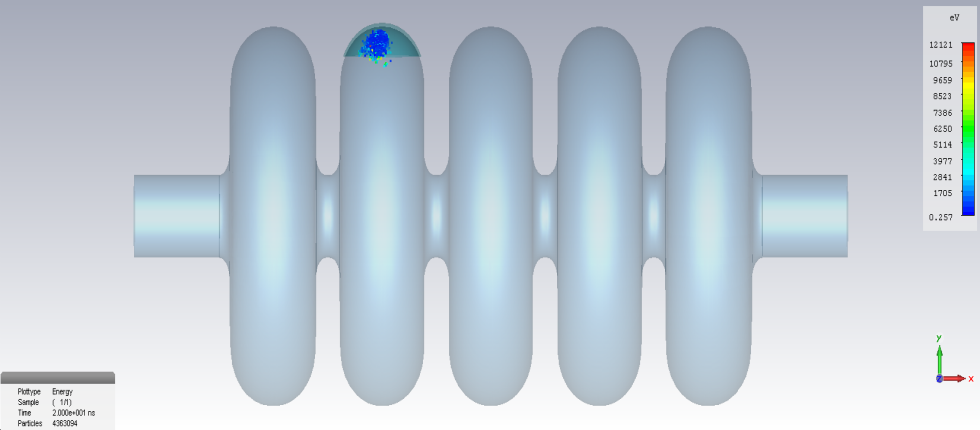 eV
12121
10795
9659
8523
7386
6250
5114
3977
2841
1705
0.257
y
x
Plottype Energy
Sample ( 1/1)
Time 2.000e+001 ns
Particles 4363094